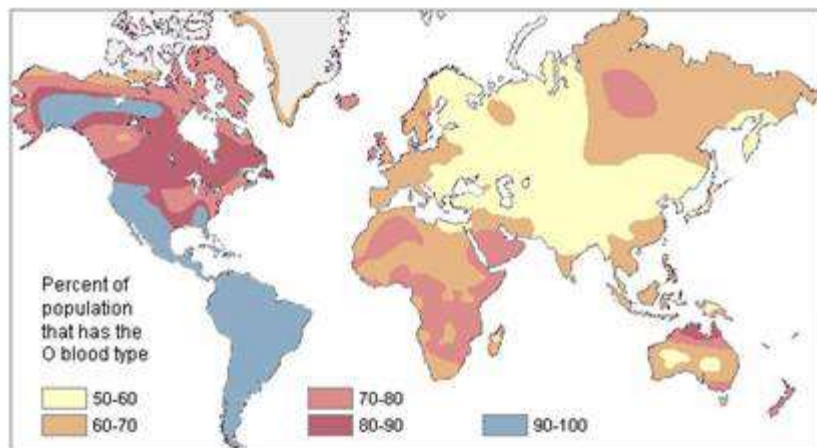 Percent of
population
that has the
O blood type
50-60
60-70
70-80
80-90
90-100